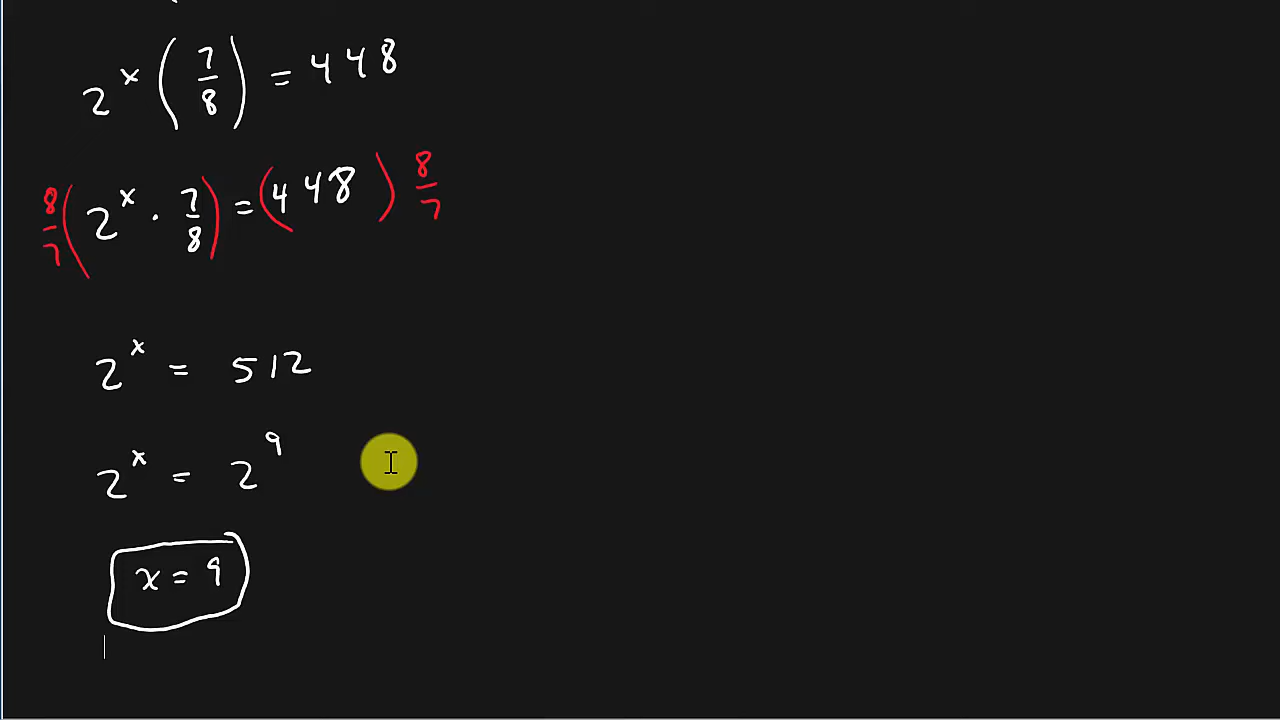 2^x (7/8) = 448
8/7 (2^x · 7/8) = (448) 8/7
2^x = 512
2^x = 2^9
x = 9